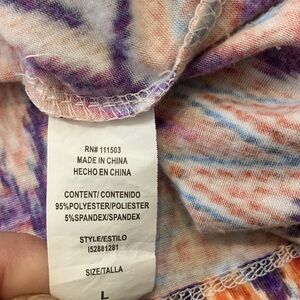 RN# 111503
MADE IN CHINA
HECHO EN CHINA
CONTENT/ CONTENIDO
95%POLYESTER/POLIESTER
5%SPANDEX/SPANDEX
STYLE/ESTILO
I52881281
SIZE/TALLA
L